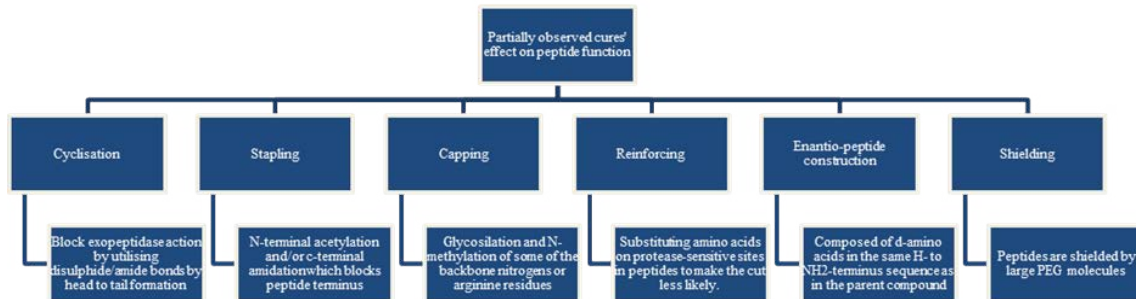 Partially observed cures'
effect on peptide function
Cyclisation
Stapling
Capping
Reinforcing
Enantio-peptide
construction
Shielding
Block exopeptidase action
by utilising
disulphide/amide bonds by
head to tail formation
N-terminal acetylation
and/or c-terminal
amidationwhich blocks
peptide terminus
Glycosilation and N-
methylation of some of the
backbone nitrogens or
arginine residues
Substituting amino acids
on protease-sensitive sites
in peptides to make the cut
less likely.
Composed of d-amino
acids in the same H- to
NH2-terminus sequence as
in the parent compound
Peptides are shielded by
large PEG molecules